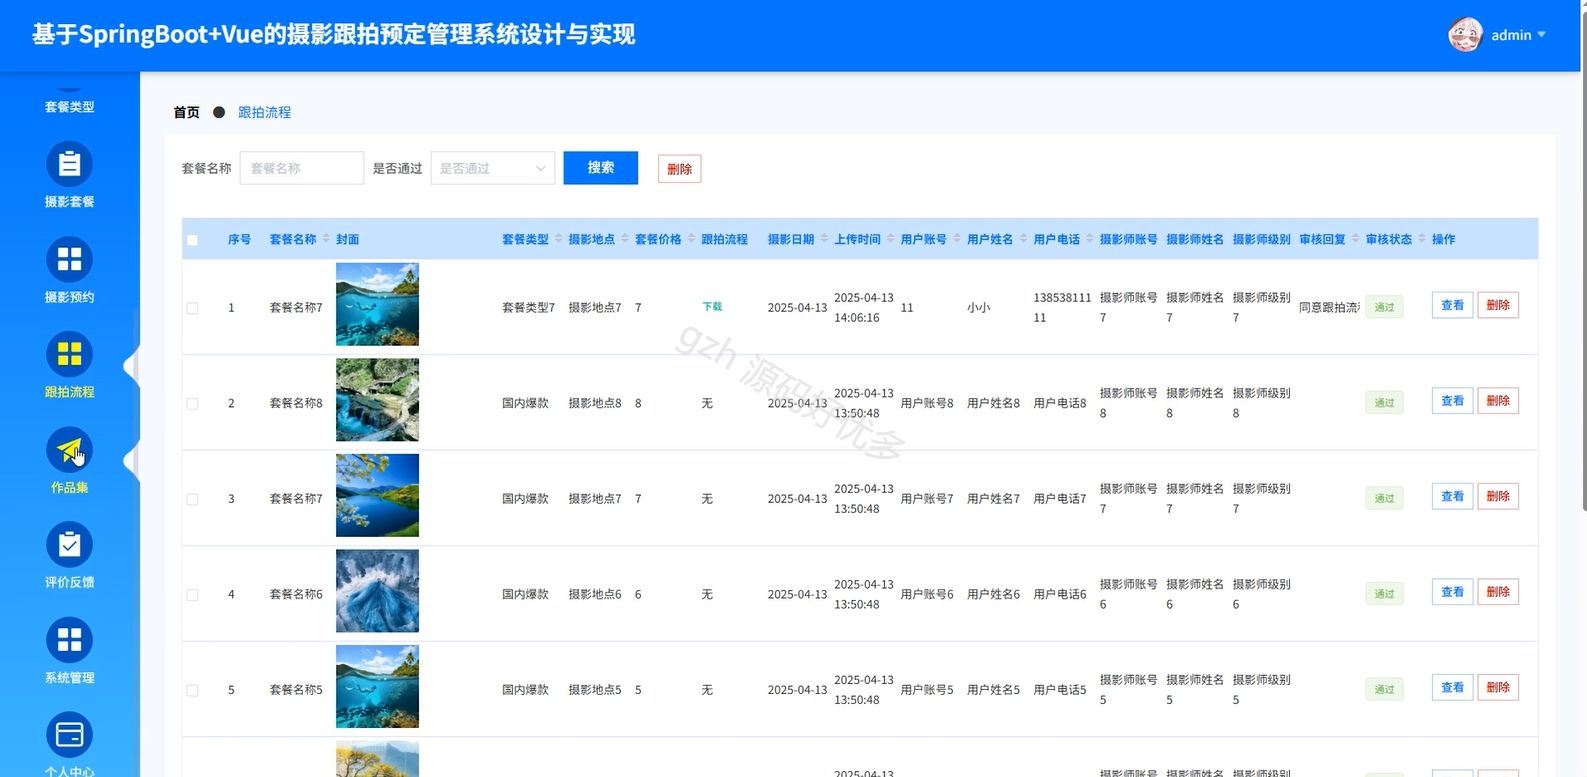 基于SpringBoot+Vue的摄影跟拍预定管理系统设计与实现
admin
套餐类型
摄影套餐
摄影预约
跟拍流程
作品集
评价反馈
系统管理
个人中心
首页 跟拍流程
套餐名称 套餐名称 是否通过 是否通过 搜索 删除
序号 套餐名称 封面 套餐类型 摄影地点 套餐价格 跟拍流程 摄影日期 上传时间 用户账号 用户姓名 用户电话 摄影师账号 摄影师姓名 摄影师级别 审核回复 审核状态 操作
1 套餐名称7 套餐类型7 摄影地点7 7 下载 2025-04-13 2025-04-13 14:06:16 11 小小 13853811111 摄影师账号7 摄影师姓名7 摄影师级别7 同意跟拍流 通过 查看 删除
2 套餐名称8 国内爆款 摄影地点8 8 无 2025-04-13 2025-04-13 13:50:48 用户账号8 用户姓名8 用户电话8 摄影师账号8 摄影师姓名8 摄影师级别8 通过 查看 删除
3 套餐名称7 国内爆款 摄影地点7 7 无 2025-04-13 2025-04-13 13:50:48 用户账号7 用户姓名7 用户电话7 摄影师账号7 摄影师姓名7 摄影师级别7 通过 查看 删除
4 套餐名称6 国内爆款 摄影地点6 6 无 2025-04-13 2025-04-13 13:50:48 用户账号6 用户姓名6 用户电话6 摄影师账号6 摄影师姓名6 摄影师级别6 通过 查看 删除
5 套餐名称5 国内爆款 摄影地点5 5 无 2025-04-13 2025-04-13 13:50:48 用户账号5 用户姓名5 用户电话5 摄影师账号5 摄影师姓名5 摄影师级别5 通过 查看 删除
2025-04-13 摄影师账号 摄影师姓名 摄影师级别
gzh 源码好优多